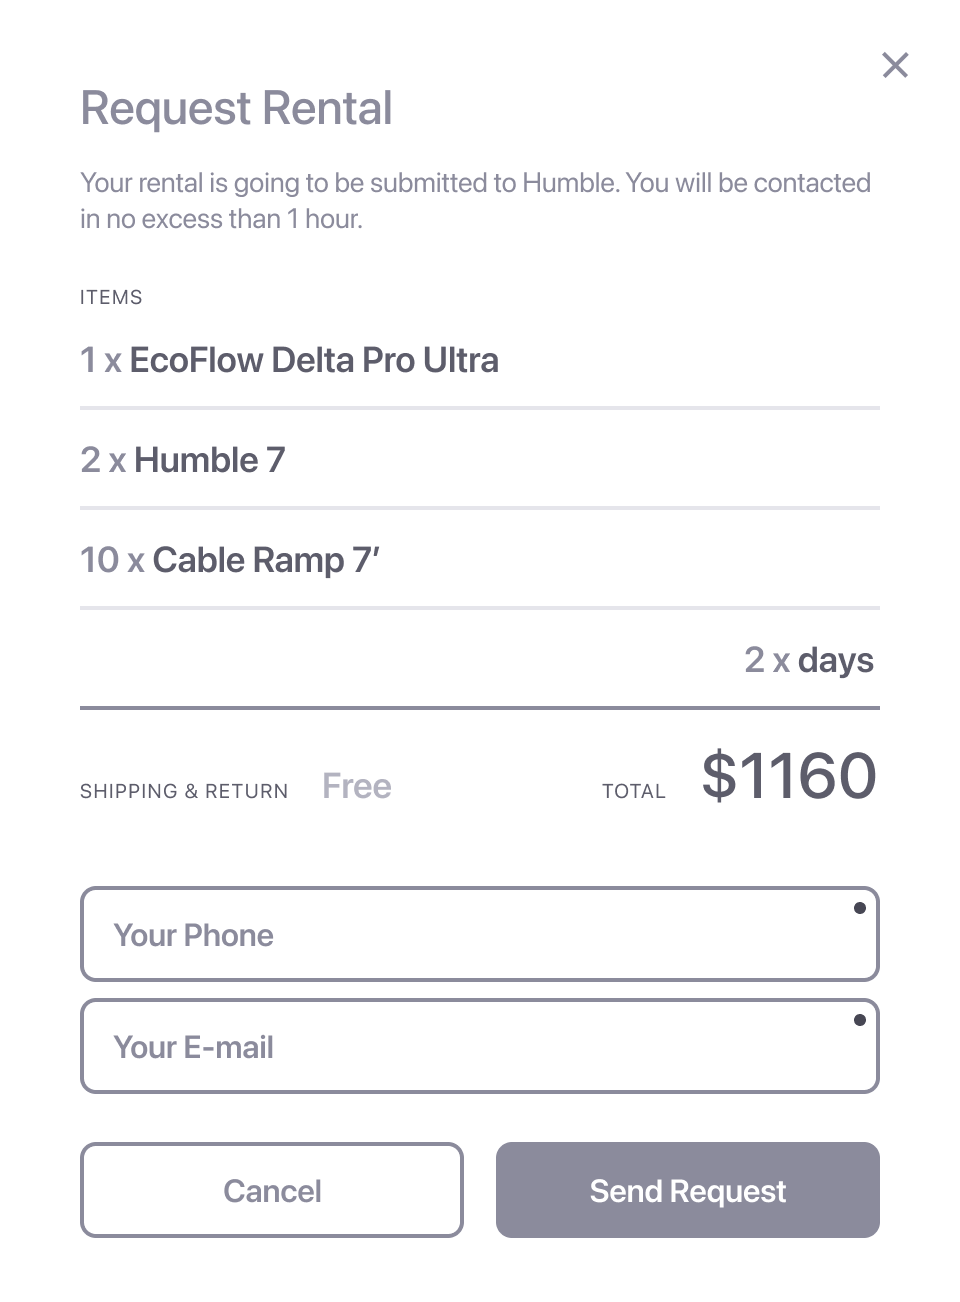 Request Rental
Your rental is going to be submitted to Humble. You will be contacted
in no excess than 1 hour.
ITEMS
1 x EcoFlow Delta Pro Ultra
2 x Humble 7
10 x Cable Ramp 7′
2 x days
SHIPPING & RETURN Free TOTAL $1160
Your Phone
Your E-mail
Cancel Send Request